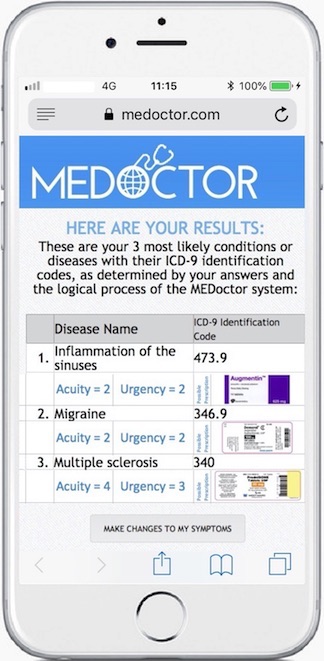 4G 11:15 100%
medoctor.com
MEDOCTOR
HERE ARE YOUR RESULTS:
These are your 3 most likely conditions or
diseases with their ICD-9 identification
codes, as determined by your answers and
the logical process of the MEDoctor system:
Disease Name ICD-9 Identification
Code
1. Inflammation of the
sinuses 473.9
Acuity = 2 Urgency = 2 Possible
Prescription Augmentin
2. Migraine 346.9
Acuity = 2 Urgency = 2 Possible
Prescription
3. Multiple sclerosis 340
Acuity = 4 Urgency = 3 Possible
Prescription
MAKE CHANGES TO MY SYMPTOMS